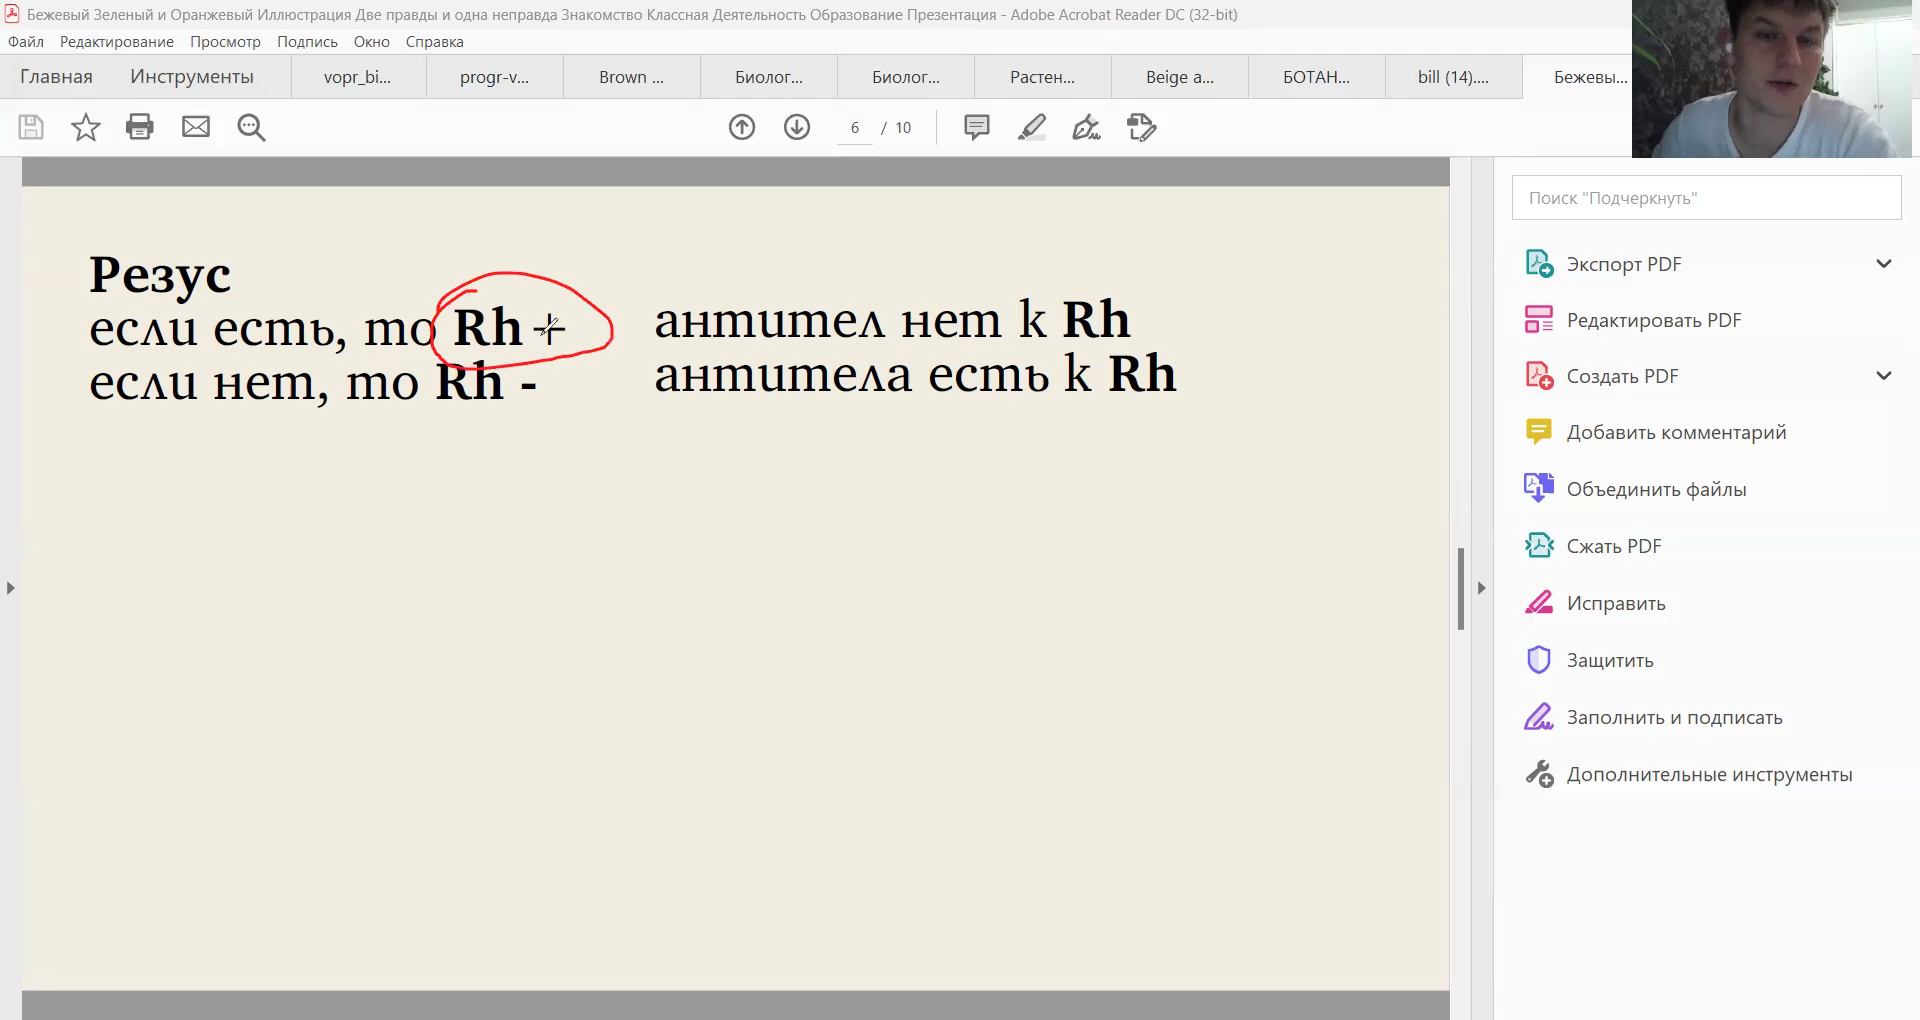 Бежевый Зеленый и Оранжевый Иллюстрация Две правды и одна неправда Знакомство Классная Деятельность Образование Презентация - Adobe Acrobat Reader DC (32-bit)
Файл Редактирование Просмотр Подпись Окно Справка
Главная Инструменты vopr_bi... progr-v... Brown ... Биолог... Биолог... Растен... Beige a... БОТАН... bill (14).... Бежевы...
6 / 10
Поиск "Подчеркнуть"
Резус
если есть, то Rh +
если нет, то Rh -
антител нет k Rh
антитела есть k Rh
Экспорт PDF
Редактировать PDF
Создать PDF
Добавить комментарий
Объединить файлы
Сжать PDF
Исправить
Защитить
Заполнить и подписать
Дополнительные инструменты